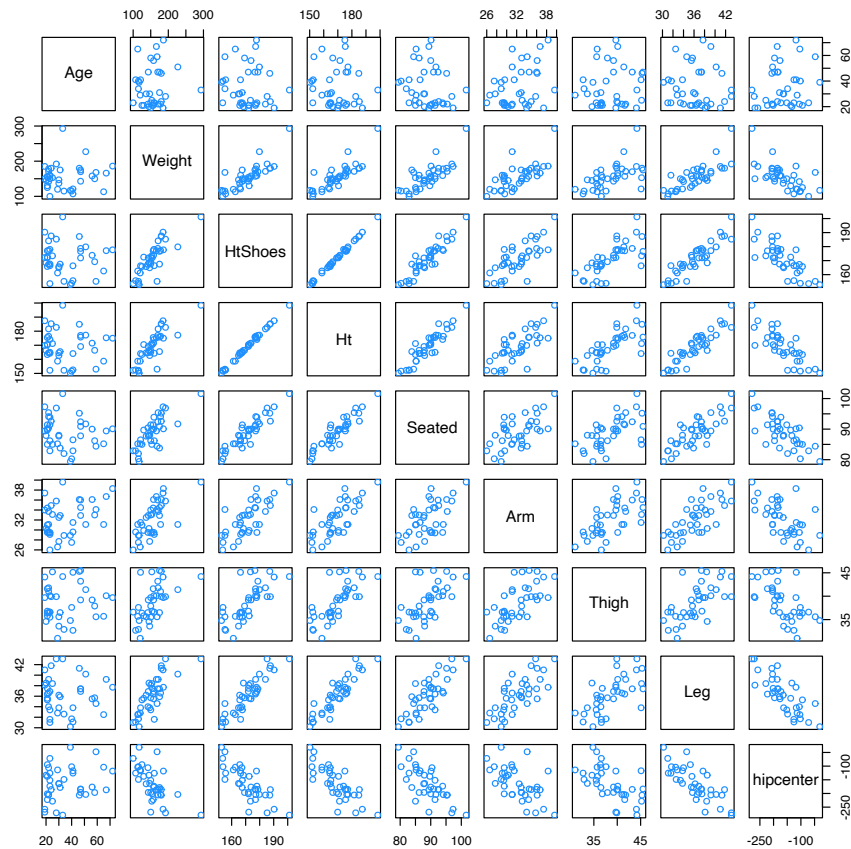 100 200 300
150 180
26 32 38
30 36 42
Age
20 40 60
100 200 300
Weight
HtShoes
160 190
150 180
Ht
Seated
80 90 100
26 32 38
Arm
Thigh
35 45
30 36 42
Leg
hipcenter
-250 -100
20 40 60
160 190
80 90 100
35 45
-250 -100